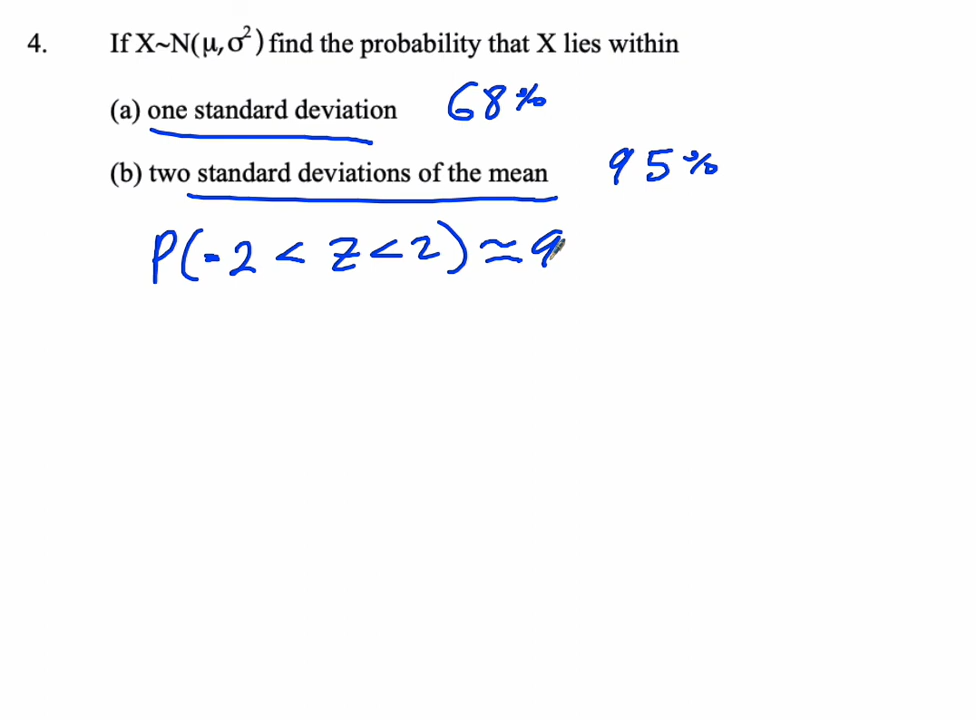 4. If X~N(μ,σ²) find the probability that X lies within
(a) one standard deviation 68%
(b) two standard deviations of the mean 95%
P(-2 < Z < 2) ≃ 9